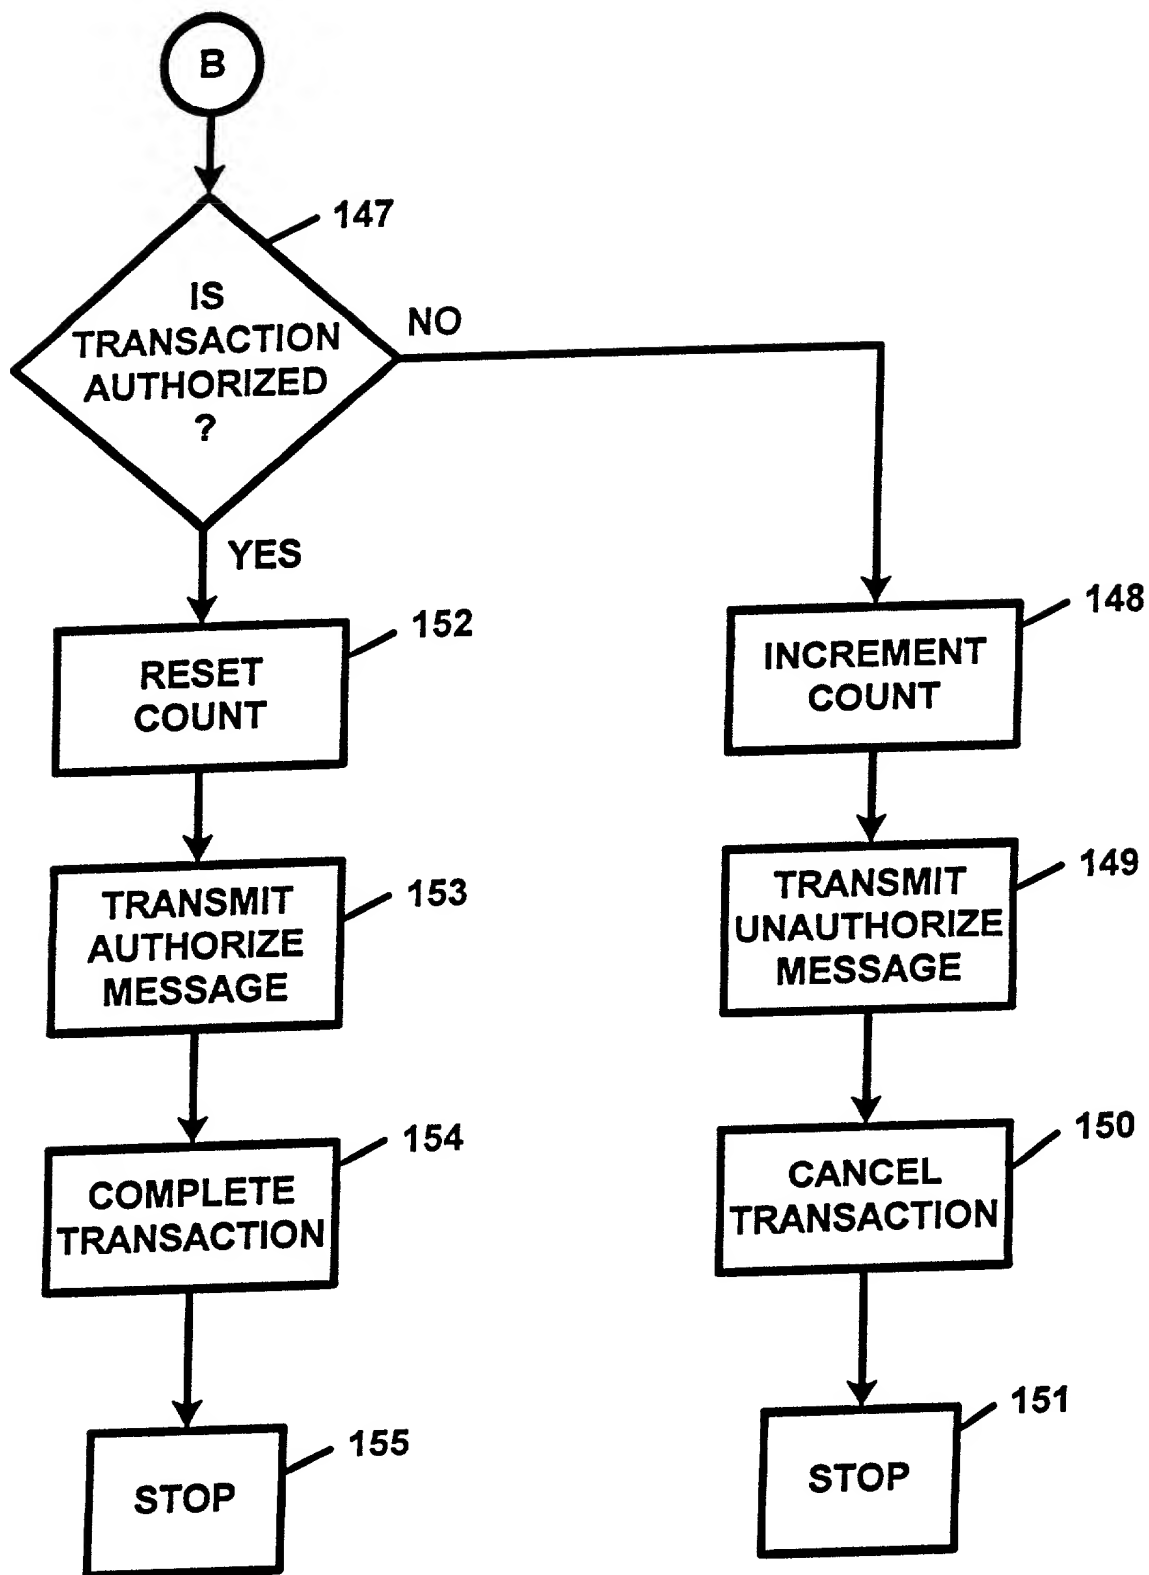 B
147
IS
TRANSACTION
AUTHORIZED
?
NO
YES
152
RESET
COUNT
148
INCREMENT
COUNT
153
TRANSMIT
AUTHORIZE
MESSAGE
149
TRANSMIT
UNAUTHORIZE
MESSAGE
154
COMPLETE
TRANSACTION
150
CANCEL
TRANSACTION
155
STOP
151
STOP